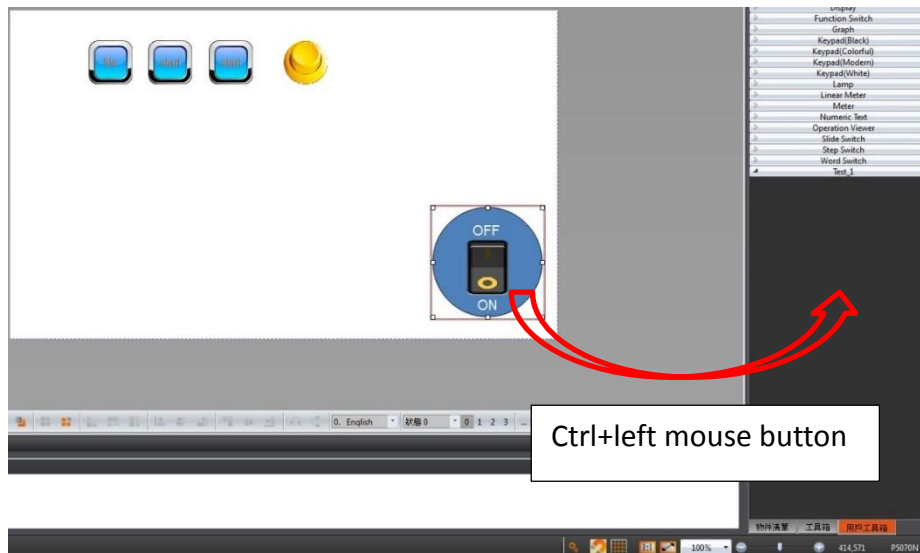 Display
Function Switch
Graph
Keypad(Black)
Keypad(Colorful)
Keypad(Modern)
Keypad(White)
Lamp
Linear Meter
Meter
Numeric Text
Operation Viewer
Slide Switch
Step Switch
Word Switch
Test_1
start
start
OFF
ON
0. English
狀態 0
0 1 2 3
Ctrl+left mouse button
物件清單 工具箱 用戶工具箱
100%
414,571 P5070N